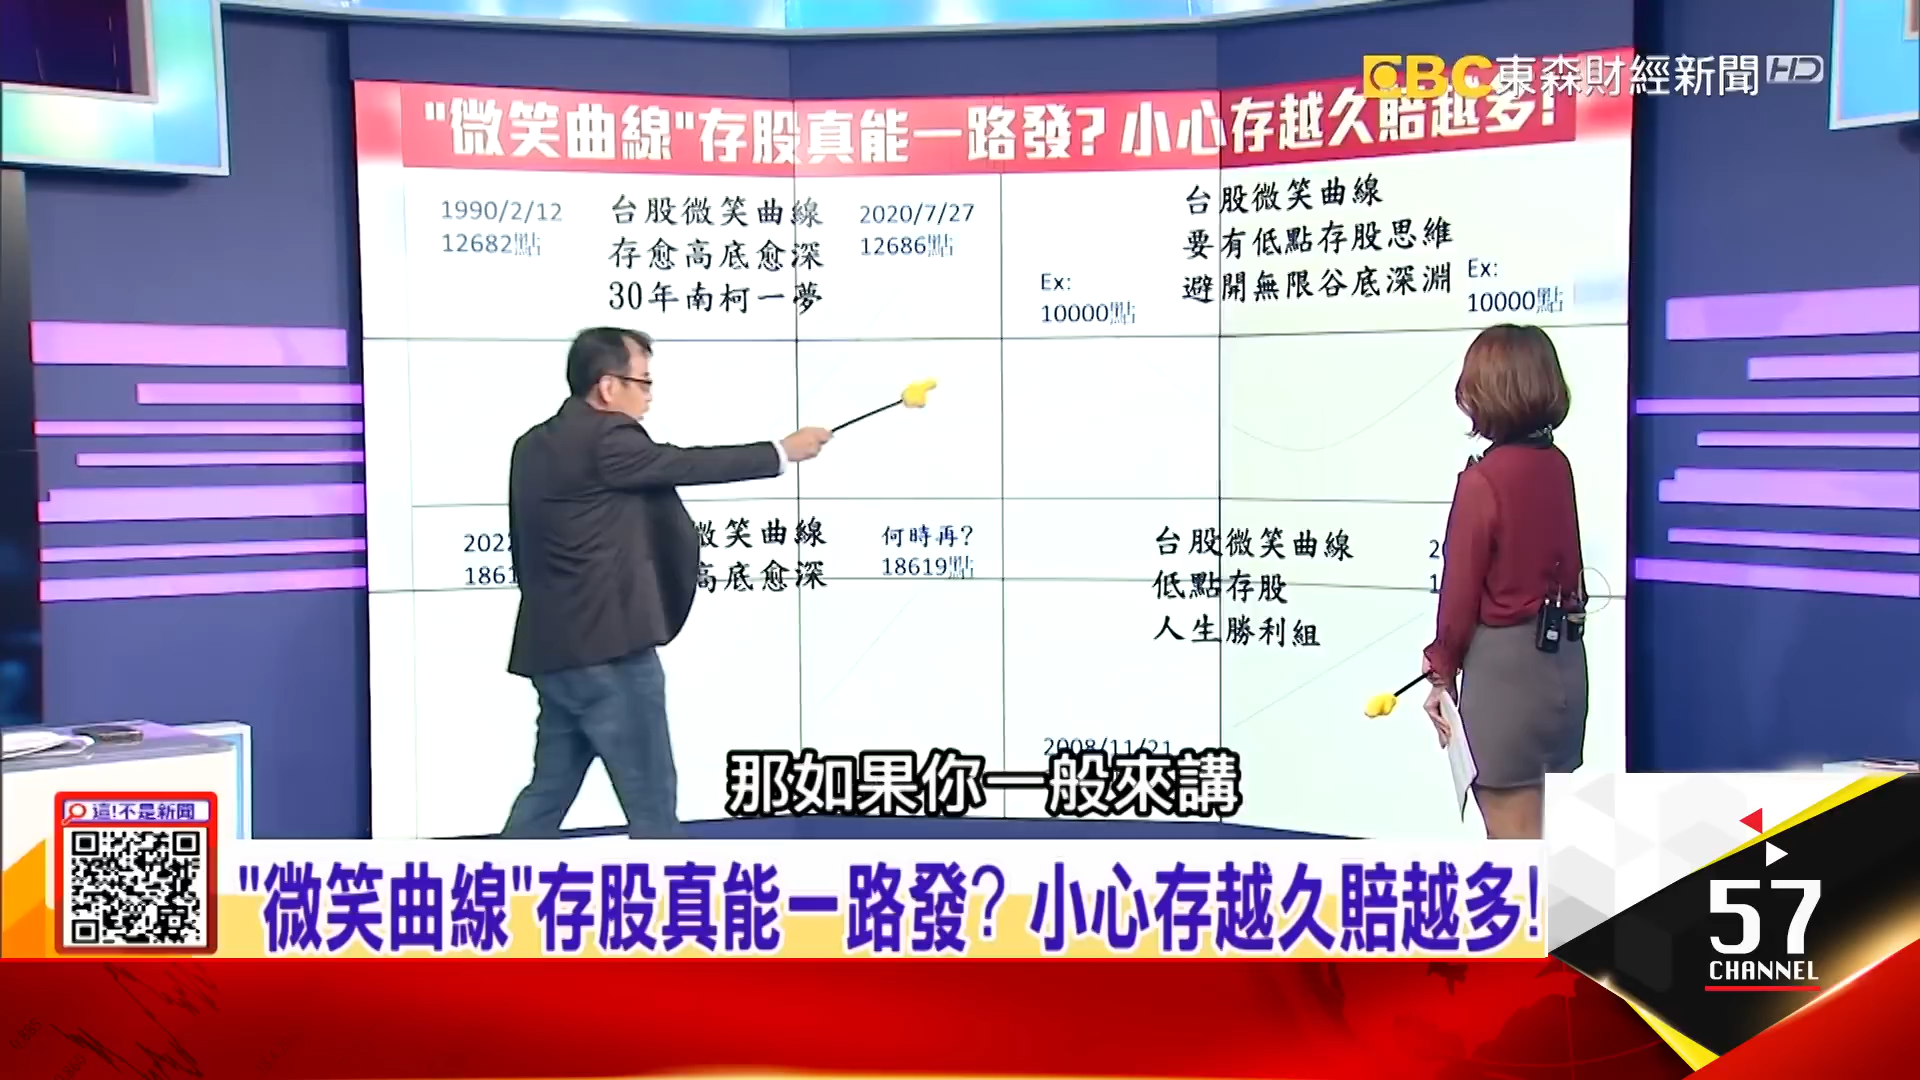 EBC 東森財經新聞 HD
"微笑曲線"存股真能一路發? 小心存越久賠越多!
1990/2/12
12682點
台股微笑曲線
存愈高底愈深
30年南柯一夢
2020/7/27
12686點
Ex:
10000點
台股微笑曲線
要有低點存股思維
避開無限谷底深淵
Ex:
10000點
202
1861
微笑曲線
高底愈深
何時再?
18619點
台股微笑曲線
低點存股
人生勝利組
2008/11/21
那如果你一般來講
這!不是新聞
"微笑曲線"存股真能一路發? 小心存越久賠越多!
57
CHANNEL